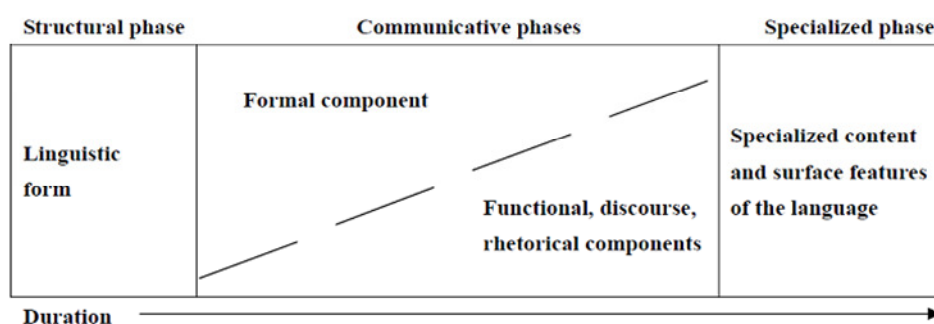 Structural phase
Communicative phases
Specialized phase
Formal component
Linguistic
form
Functional, discourse,
rhetorical components
Specialized content
and surface features
of the language
Duration